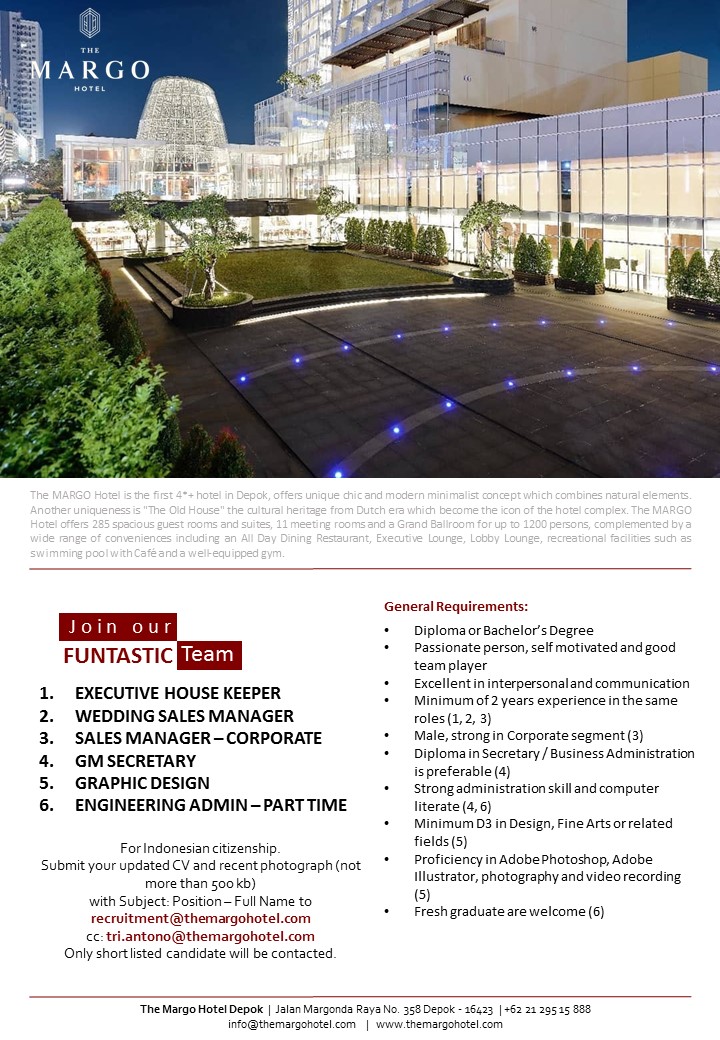 THE
MARGO
HOTEL
The MARGO Hotel is the first 4*+ hotel in Depok, offers unique chic and modern minimalist concept which combines natural elements.
Another uniqueness is "The Old House" the cultural heritage from Dutch era which become the icon of the hotel complex. The MARGO
Hotel offers 285 spacious guest rooms and suites, 11 meeting rooms and a Grand Ballroom for up to 1200 persons, complemented by a
wide range of conveniences including an All Day Dining Restaurant, Executive Lounge, Lobby Lounge, recreational facilities such as
swimming pool with Café and a well-equipped gym.
Join our
FUNTASTIC Team
1. EXECUTIVE HOUSE KEEPER
2. WEDDING SALES MANAGER
3. SALES MANAGER – CORPORATE
4. GM SECRETARY
5. GRAPHIC DESIGN
6. ENGINEERING ADMIN – PART TIME
For Indonesian citizenship.
Submit your updated CV and recent photograph (not
more than 500 kb)
with Subject: Position – Full Name to
recruitment@themargohotel.com
cc: tri.antono@themargohotel.com
Only short listed candidate will be contacted.
General Requirements:
• Diploma or Bachelor's Degree
• Passionate person, self motivated and good
team player
• Excellent in interpersonal and communication
• Minimum of 2 years experience in the same
roles (1, 2, 3)
• Male, strong in Corporate segment (3)
• Diploma in Secretary / Business Administration
is preferable (4)
• Strong administration skill and computer
literate (4, 6)
• Minimum D3 in Design, Fine Arts or related
fields (5)
• Proficiency in Adobe Photoshop, Adobe
Illustrator, photography and video recording
(5)
• Fresh graduate are welcome (6)
The Margo Hotel Depok | Jalan Margonda Raya No. 358 Depok - 16423 | +62 21 295 15 888
info@themargohotel.com | www.themargohotel.com